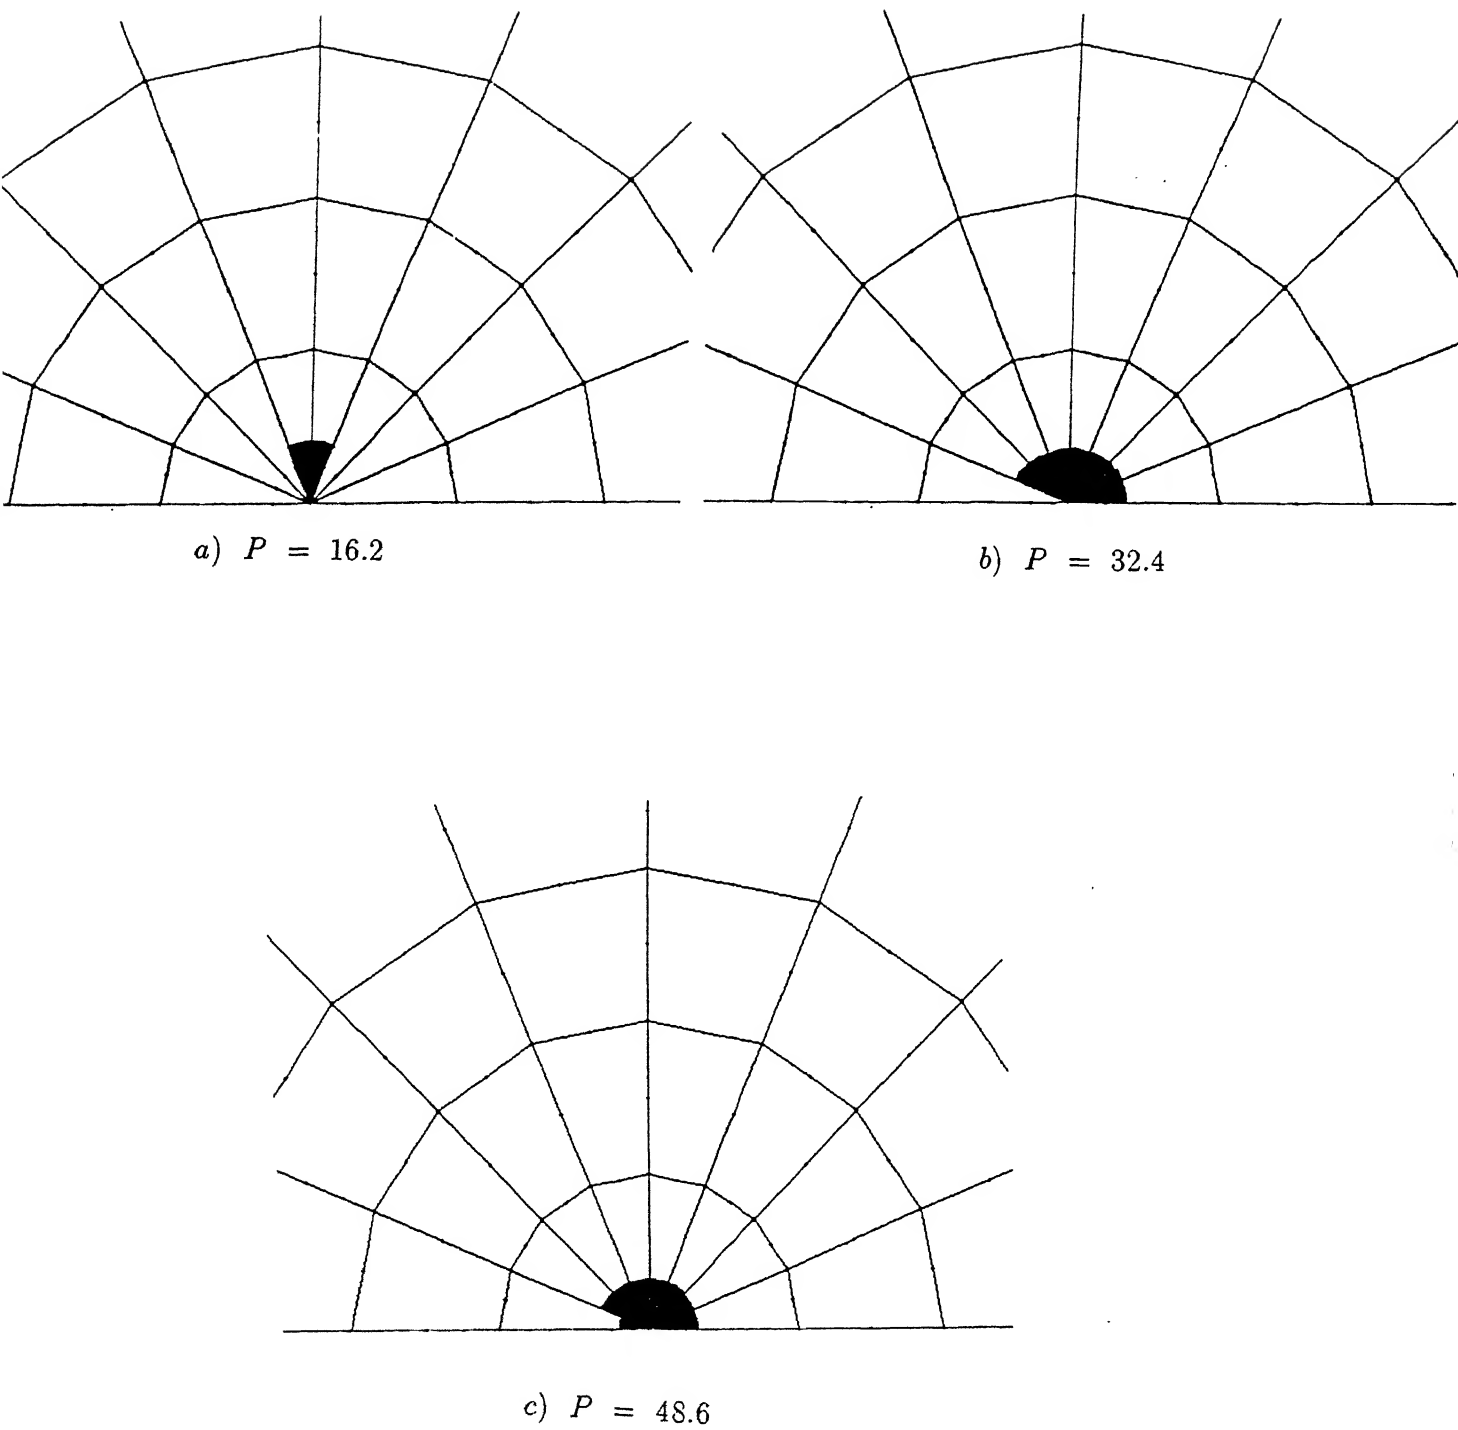 a) P = 16.2
b) P = 32.4
c) P = 48.6